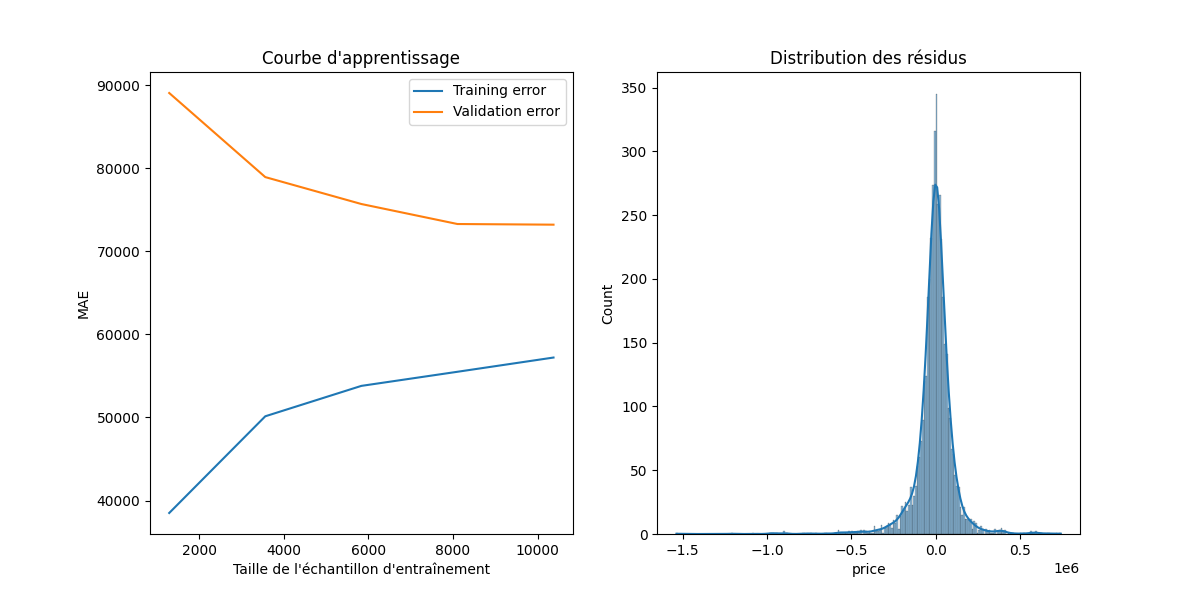 Courbe d'apprentissage
Training error
Validation error
90000
80000
70000
60000
50000
40000
MAE
2000 4000 6000 8000 10000
Taille de l'échantillon d'entraînement
Distribution des résidus
350
300
250
200
150
100
50
0
Count
−1.5 −1.0 −0.5 0.0 0.5
1e6
price